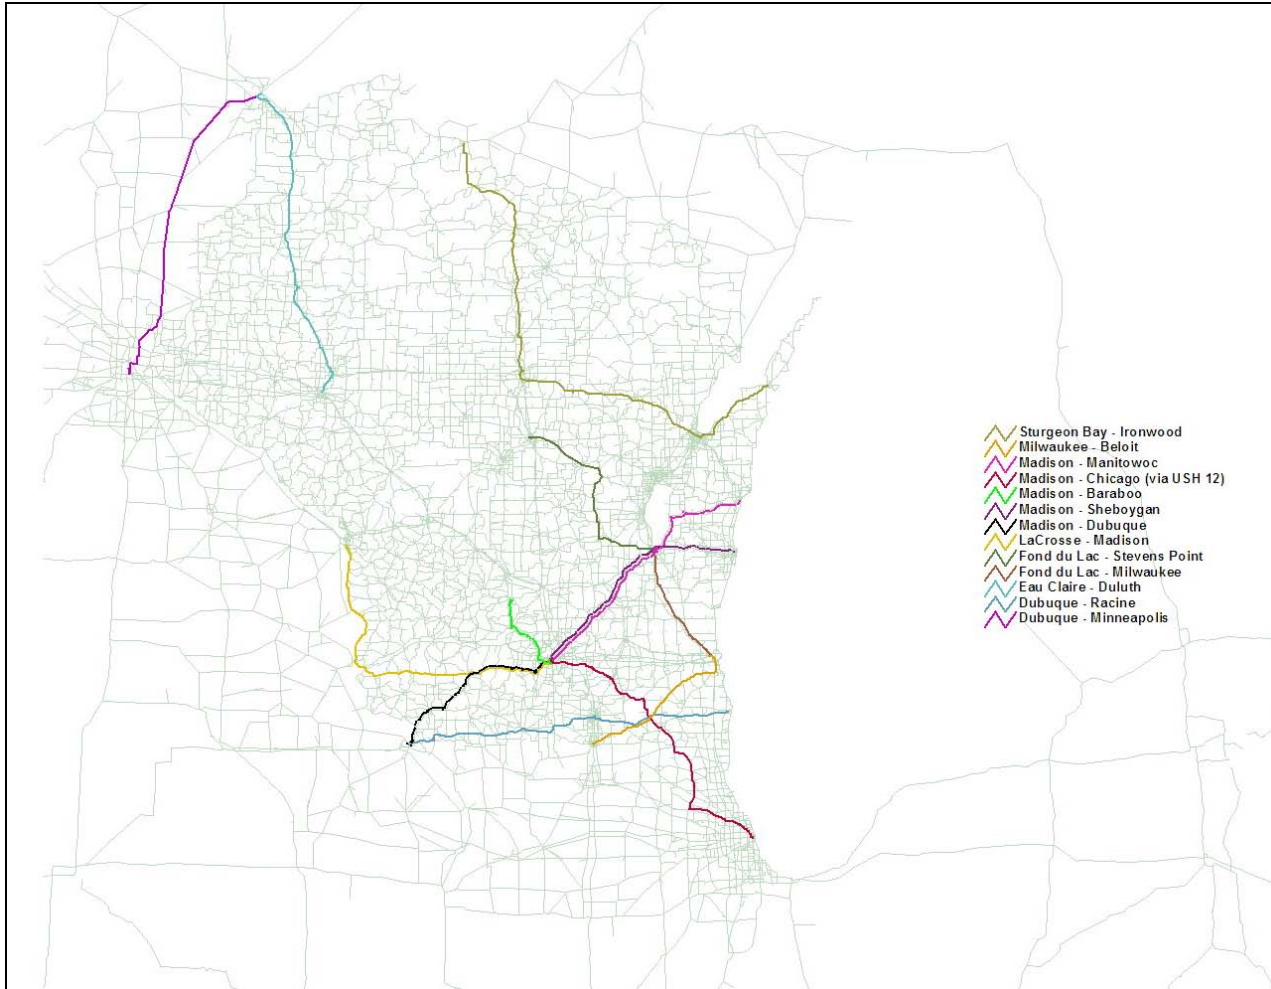 Sturgeon Bay - Ironwood
Milwaukee - Beloit
Madison - Manitowoc
Madison - Chicago (via USH 12)
Madison - Baraboo
Madison - Sheboygan
Madison - Dubuque
LaCrosse - Madison
Fond du Lac - Stevens Point
Fond du Lac - Milwaukee
Eau Claire - Duluth
Dubuque - Racine
Dubuque - Minneapolis